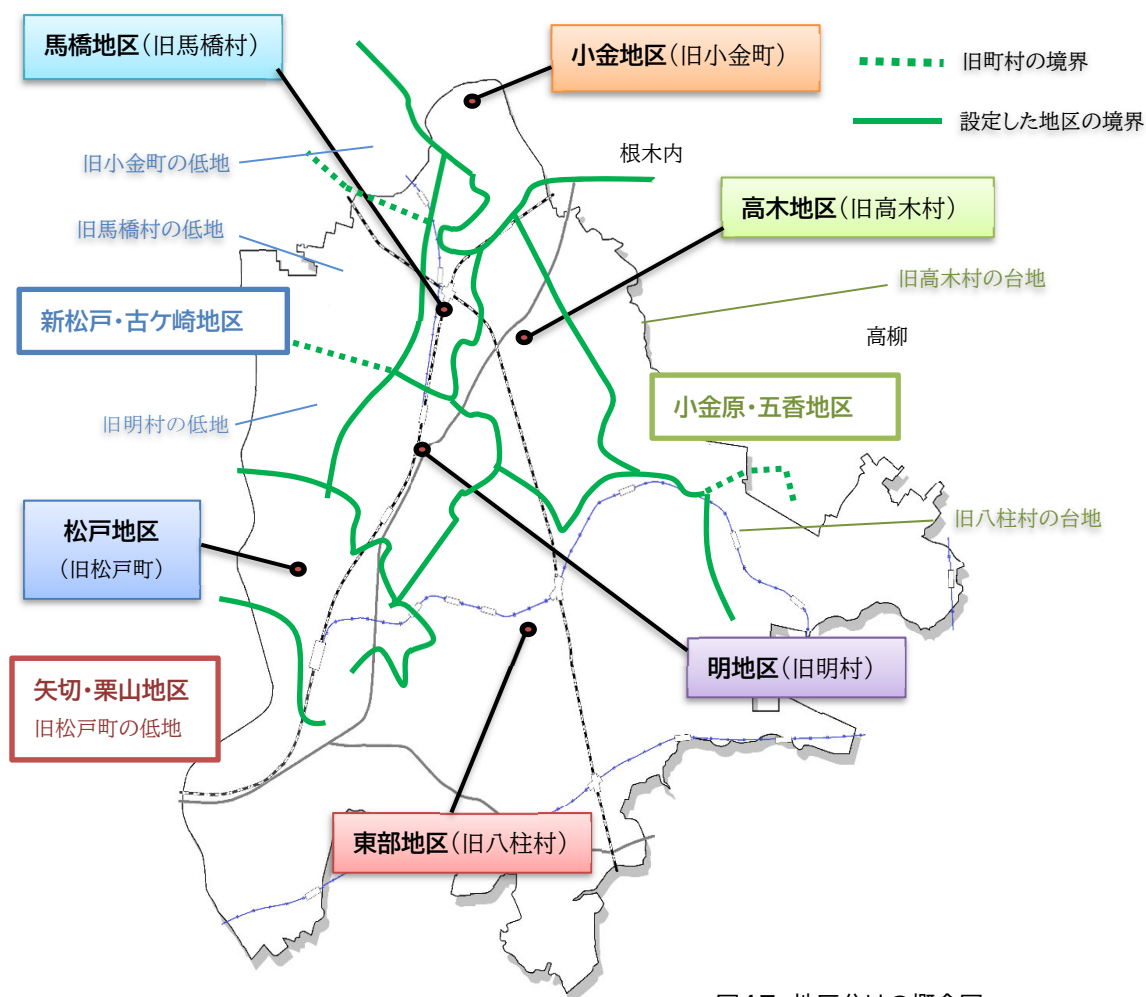 馬橋地区(旧馬橋村)
小金地区(旧小金町)
旧町村の境界
設定した地区の境界
根木内
旧小金町の低地
高木地区(旧高木村)
旧馬橋村の低地
旧高木村の台地
新松戸・古ケ崎地区
高柳
小金原・五香地区
旧明村の低地
松戸地区
(旧松戸町)
旧八柱村の台地
明地区(旧明村)
矢切・栗山地区
旧松戸町の低地
東部地区(旧八柱村)